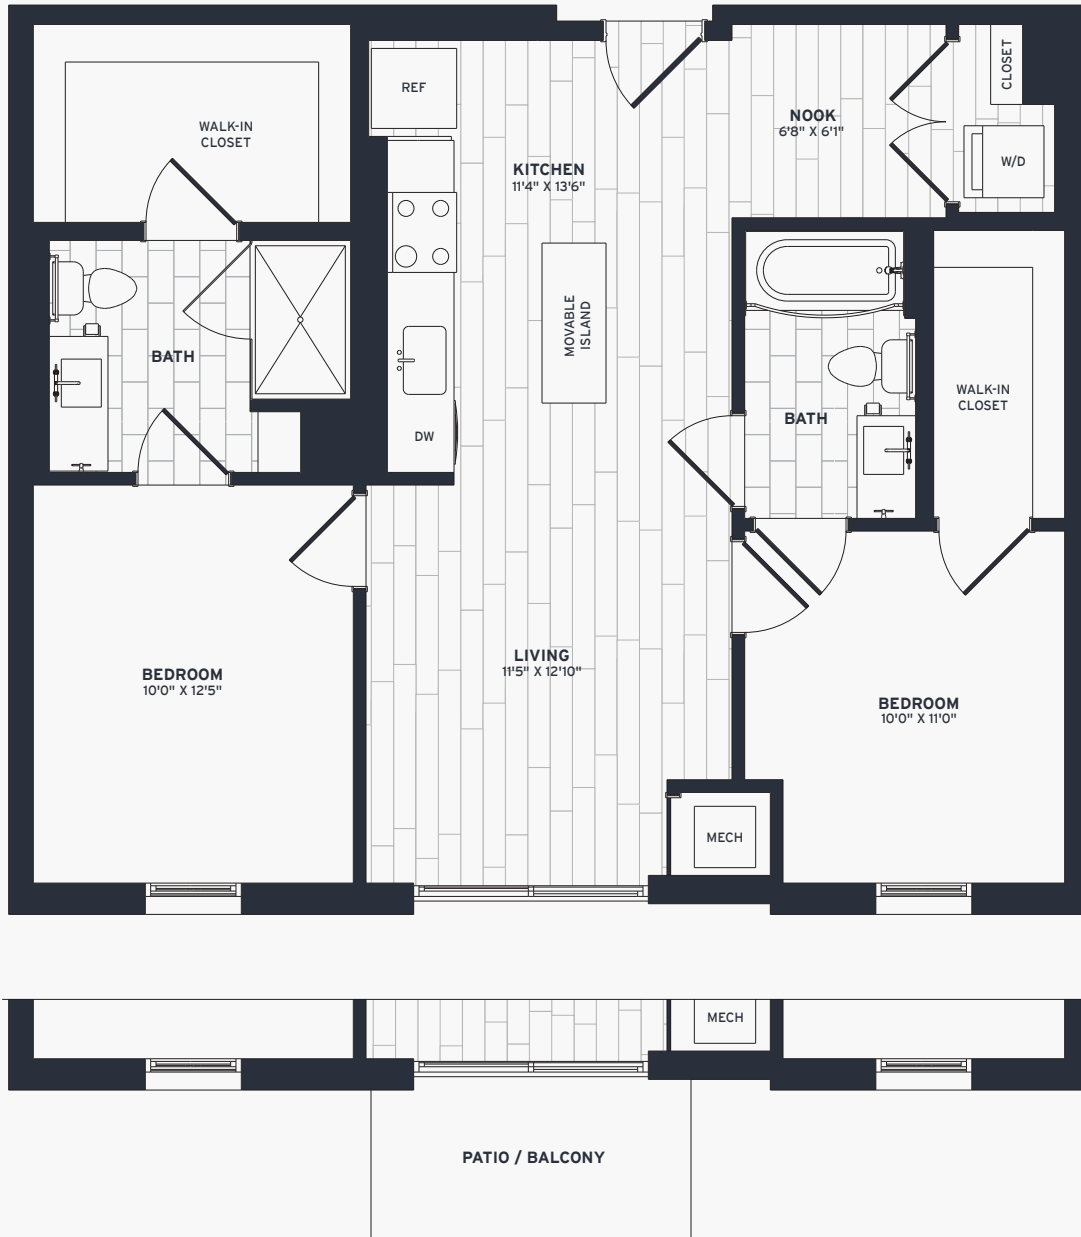 CLOSET
REF
NOOK
6'8" X 6'1"
WALK-IN
CLOSET
W/D
KITCHEN
11'4" X 13'6"
MOVABLE
ISLAND
BATH
WALK-IN
CLOSET
BATH
DW
LIVING
11'5" X 12'10"
BEDROOM
10'0" X 12'5"
BEDROOM
10'0" X 11'0"
MECH
MECH
PATIO / BALCONY